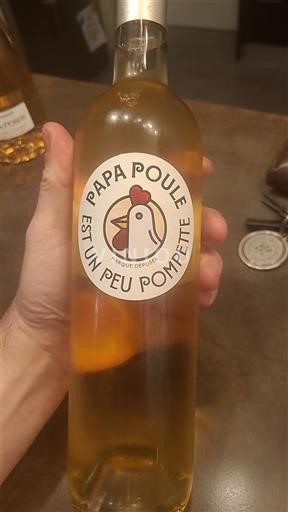 PAPA POULE
EST UN PEU POMPETTE
MARQUE DÉPOSÉE